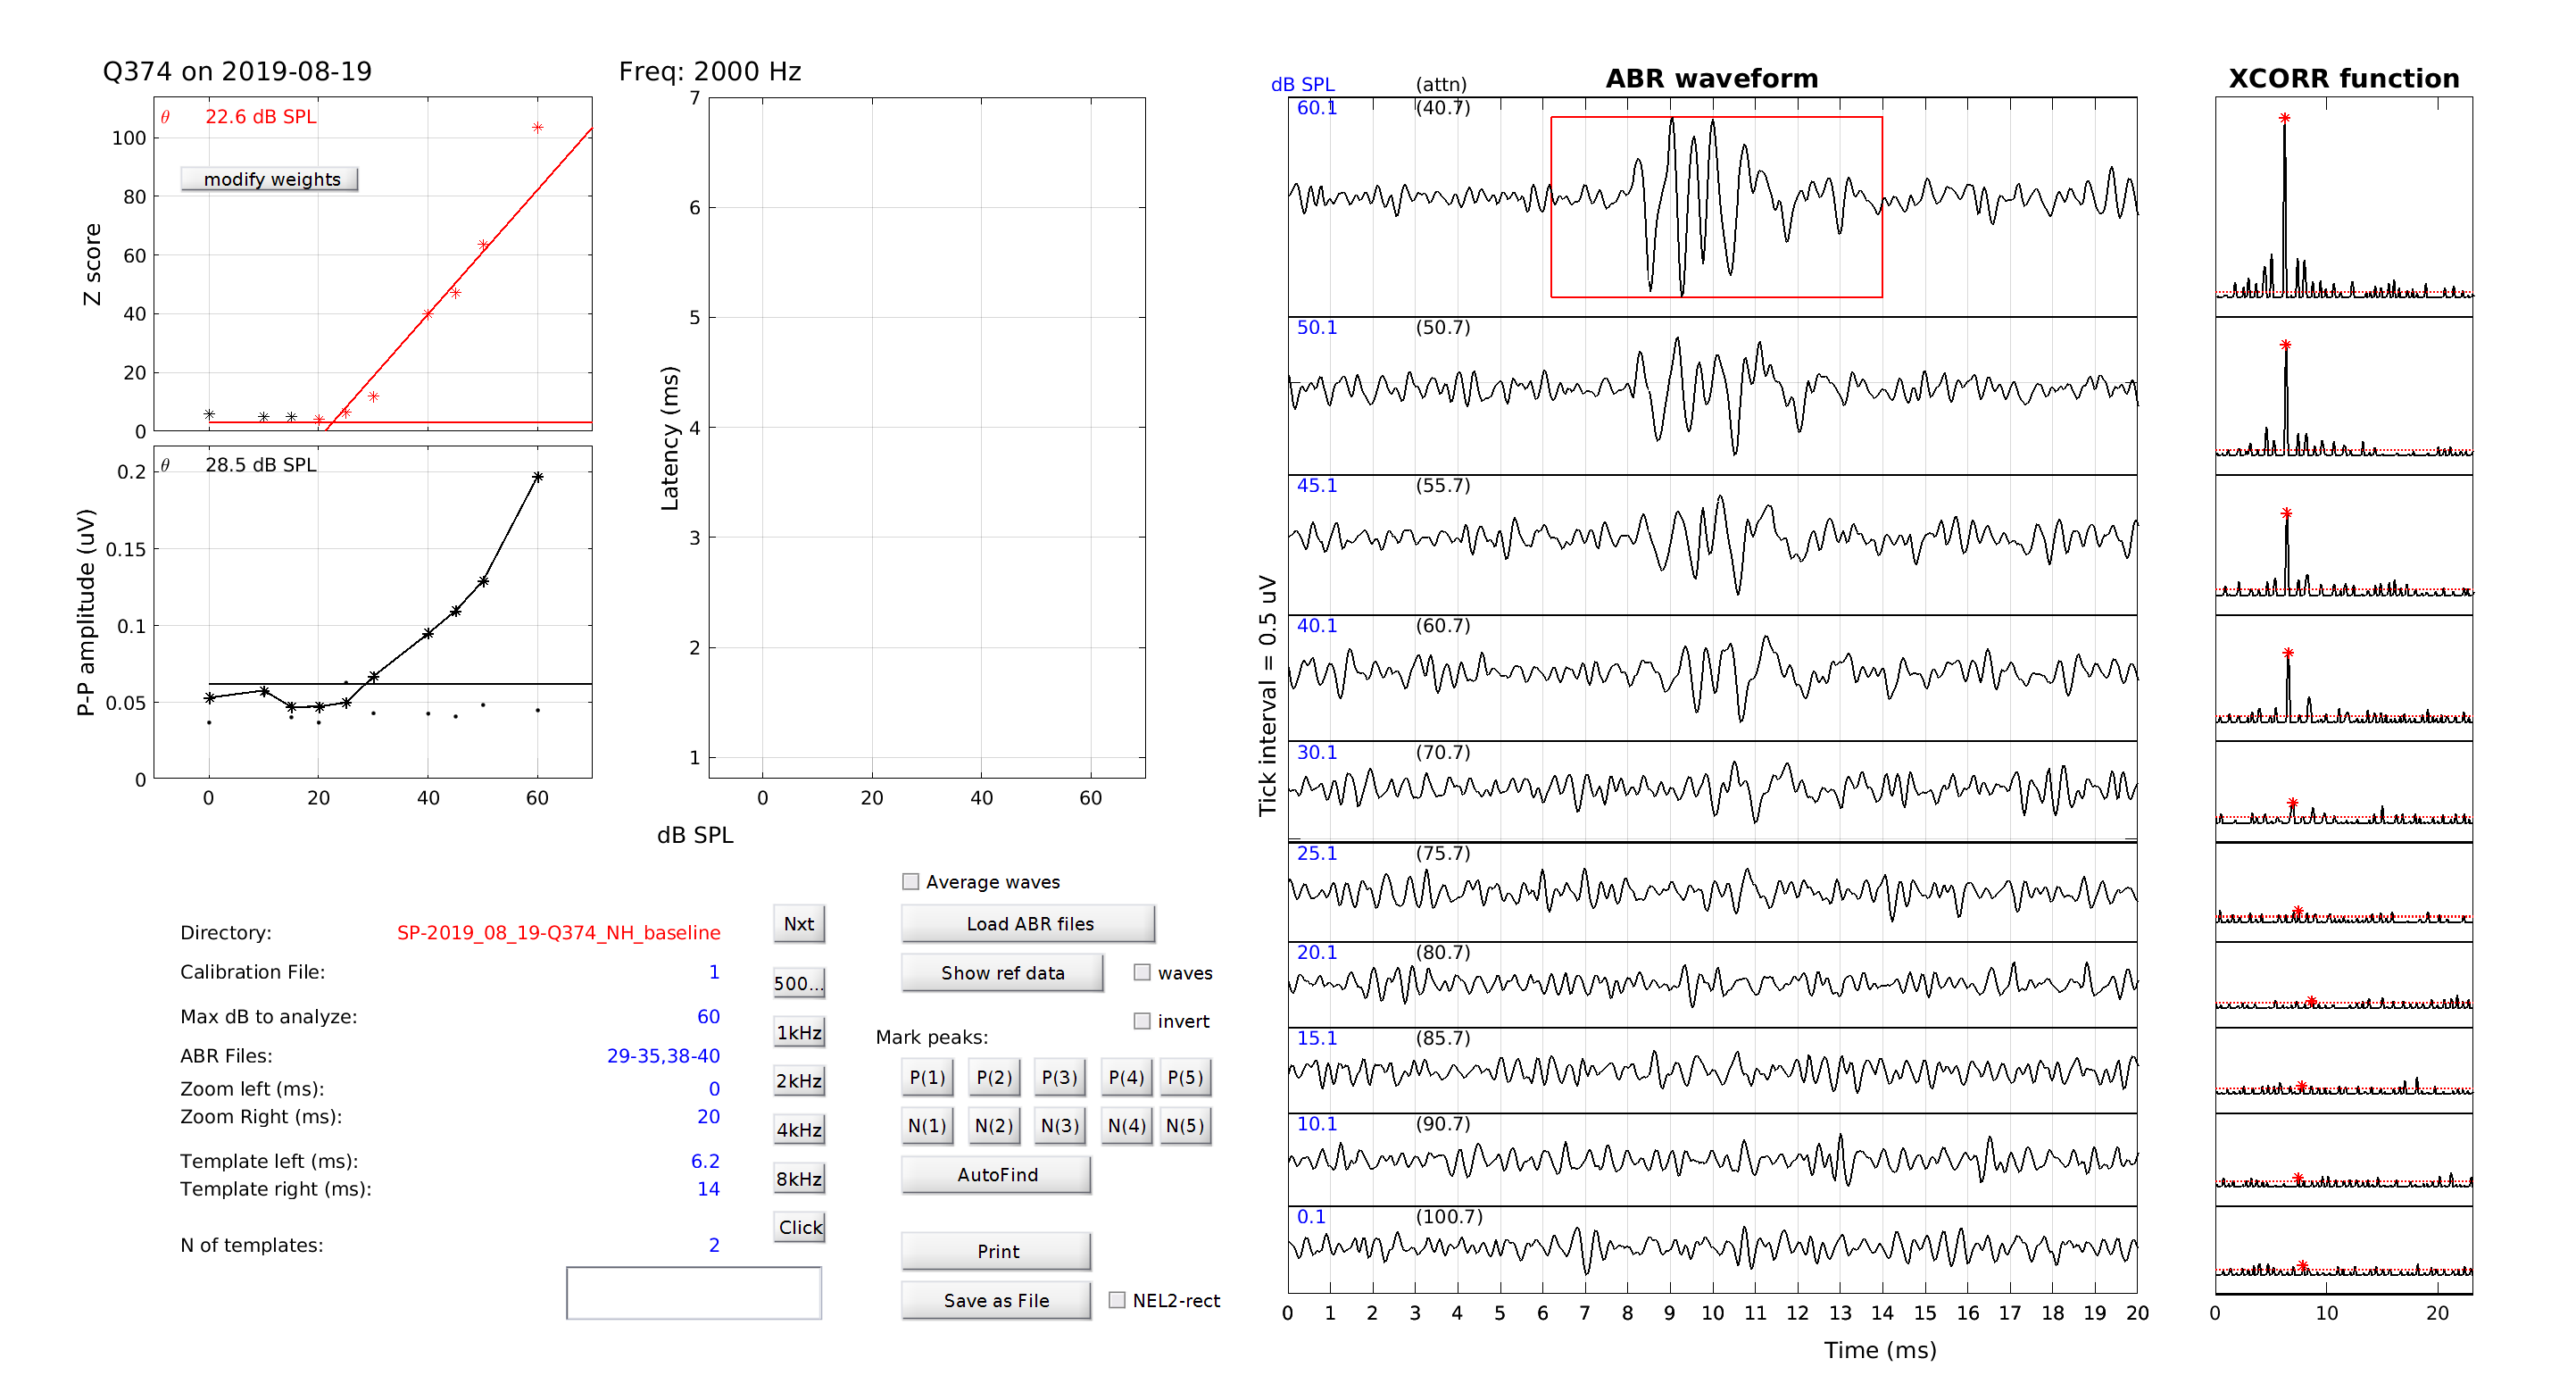 Q374 on 2019-08-19
θ 22.6 dB SPL
modify weights
Z score
100
80
60
40
20
0
θ 28.5 dB SPL
P-P amplitude (uV)
0.2
0.15
0.1
0.05
0
0 20 40 60
Freq: 2000 Hz
Latency (ms)
7
6
5
4
3
2
1
0 20 40 60
dB SPL
Directory: SP-2019_08_19-Q374_NH_baseline
Calibration File: 1
Max dB to analyze: 60
ABR Files: 29-35,38-40
Zoom left (ms): 0
Zoom Right (ms): 20
Template left (ms): 6.2
Template right (ms): 14
N of templates: 2
Nxt
500...
1kHz
2kHz
4kHz
8kHz
Click
Average waves
Load ABR files
Show ref data
waves
invert
Mark peaks:
P(1) P(2) P(3) P(4) P(5)
N(1) N(2) N(3) N(4) N(5)
AutoFind
Print
Save as File
NEL2-rect
ABR waveform
dB SPL (attn)
60.1 (40.7)
50.1 (50.7)
45.1 (55.7)
40.1 (60.7)
30.1 (70.7)
25.1 (75.7)
20.1 (80.7)
15.1 (85.7)
10.1 (90.7)
0.1 (100.7)
Tick interval = 0.5 uV
0 1 2 3 4 5 6 7 8 9 10 11 12 13 14 15 16 17 18 19 20
Time (ms)
XCORR function
0 10 20